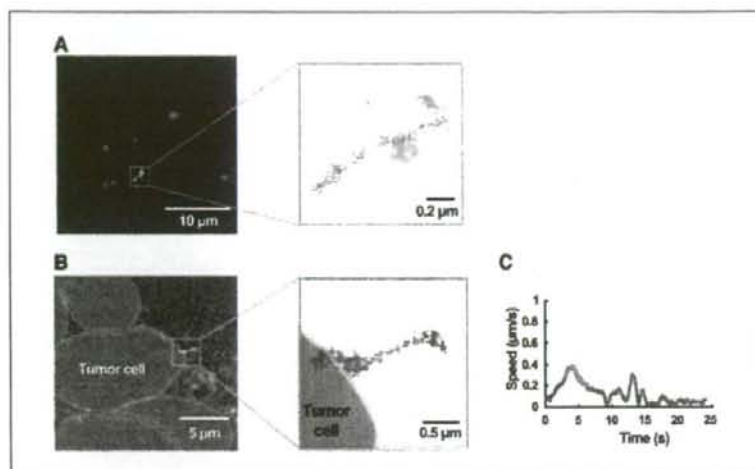 A
10 µm
0.2 µm
B
Tumor cell
5 µm
Tumor
cell
0.5 µm
C
Speed (µm/s)
1
0.8
0.6
0.4
0.2
0
0 5 10 15 20 25
Time (s)